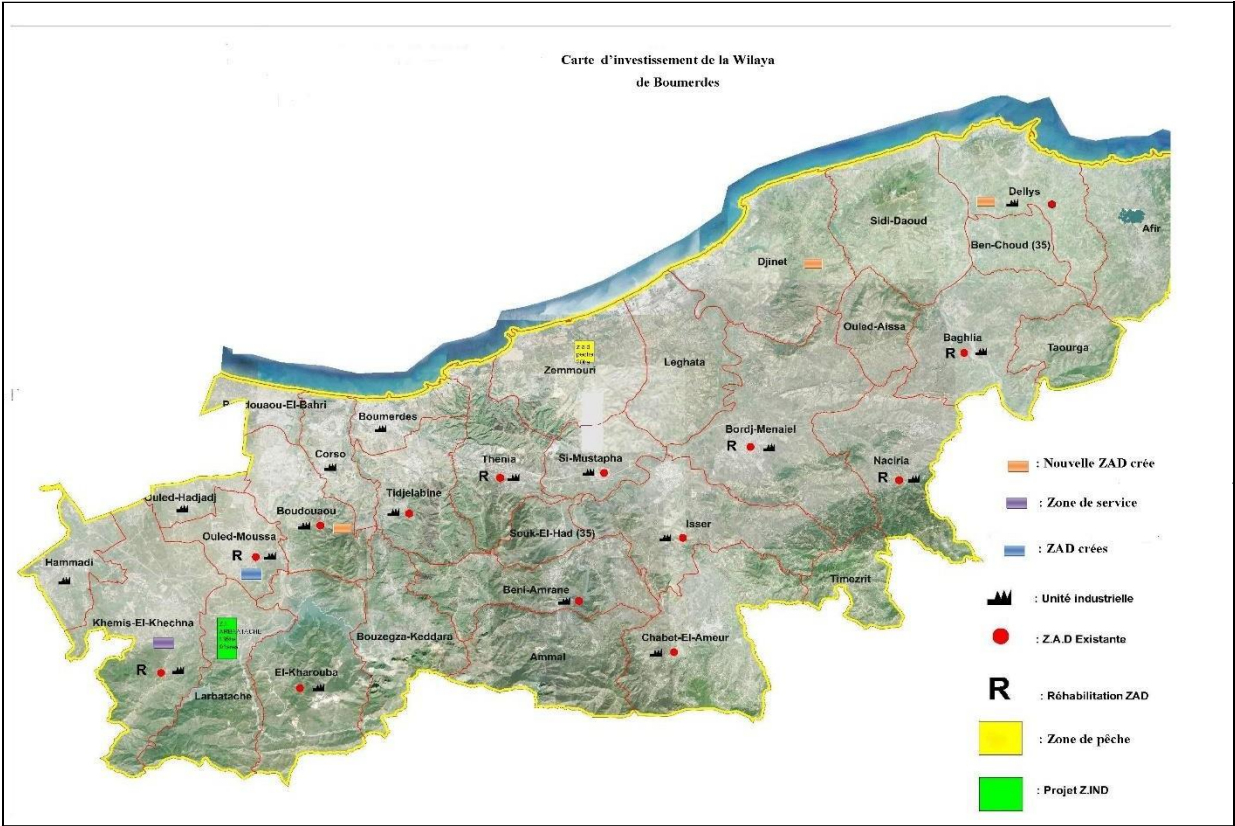 Carte d'investissement de la Wilaya
de Boumerdes
Dellys
Sidi-Daoud
Afir
Ben-Choud (35)
Djinet
Ouled-Aissa
Baghlia
R
Taourga
Zemmouri
Leghata
douaou-El-Bahri
Boumerdes
Bordj-Menaiel
R
Corso
Thenia
R
Si-Mustapha
Naciria
R
Tidjelabine
Ouled-Hadjadj
Boudouaou
Ouled-Moussa
R
Souk-El-Had (35)
Isser
Hammadi
Timezrit
Beni-Amrane
Khemis-El-Khechna
R
Bouzegza-Keddara
Chabet-El-Ameur
Ammal
El-Kharouba
Larbatache
: Nouvelle ZAD crée
: Zone de service
: ZAD crées
: Unité industrielle
: Z.A.D Existante
R : Réhabilitation ZAD
: Zone de pêche
: Projet Z.IND